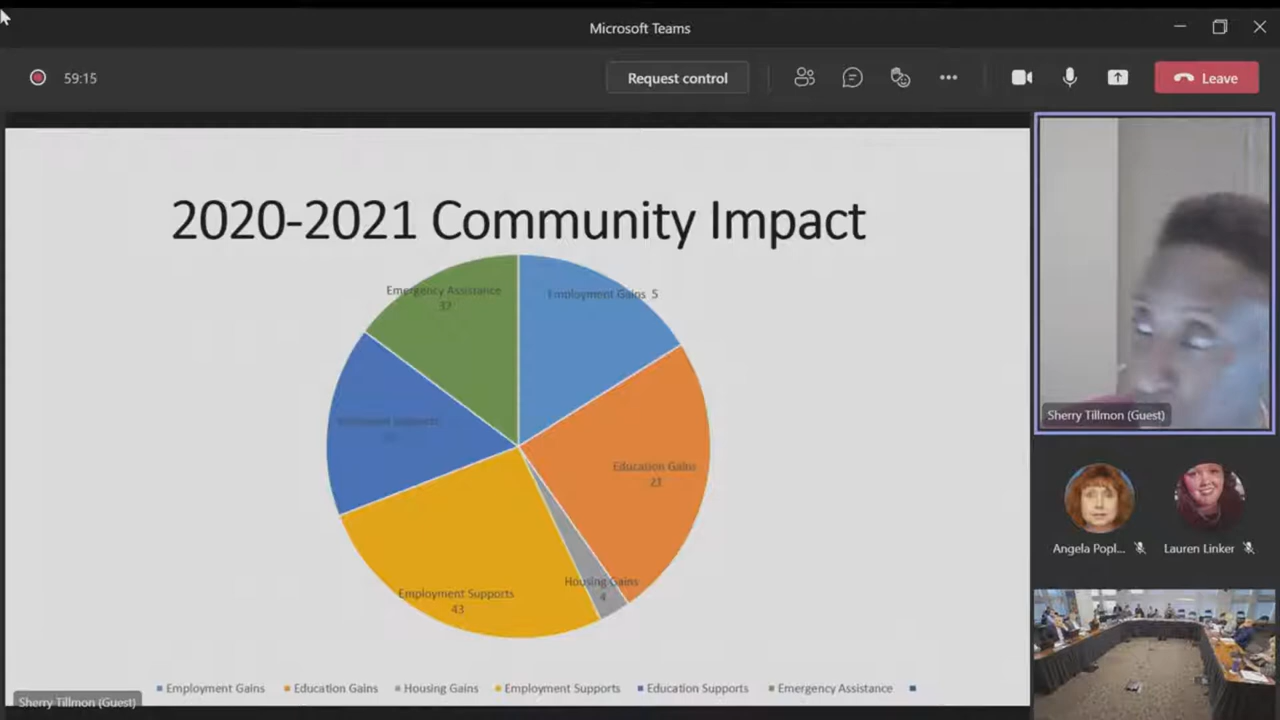 Microsoft Teams
59:15
Request control
Leave
2020-2021 Community Impact
Emergency Assistance
Employment Gains 5
Education Gains
21
Housing Gains
4
Employment Supports
43
Employment Gains
Education Gains
Housing Gains
Employment Supports
Education Supports
Emergency Assistance
Sherry Tillmon (Guest)
Sherry Tillmon (Guest)
Angela Popl...
Lauren Linker